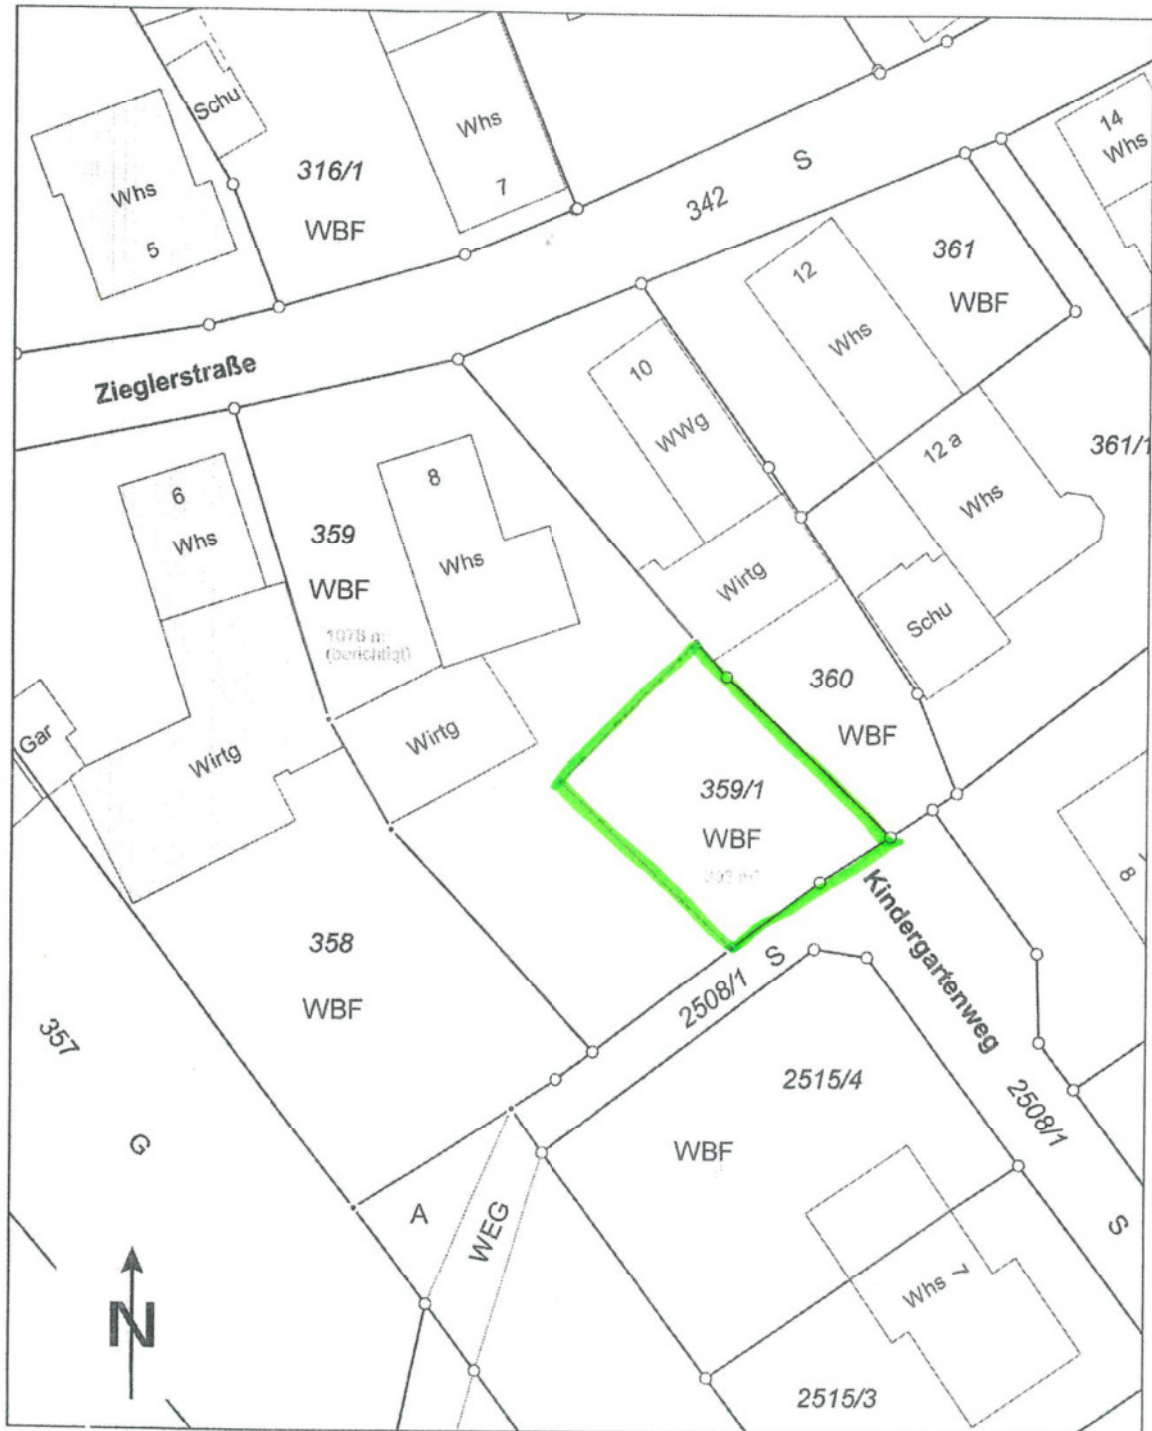 14
Whs
Schu
Whs
7
S
Whs
5
316/1
WBF
342
361
WBF
12
Whs
Zieglerstraße
10
WWg
12 a
Whs
361/1
6
Whs
8
Whs
359
WBF
1078 m
(berichtigt)
Wirtg
Schu
360
WBF
Gar
Wirtg
Wirtg
359/1
WBF
8
Kindergartenweg
358
WBF
S
2508/1
357
G
2515/4
WBF
2508/1
S
A
WEG
N
Whs 7
2515/3